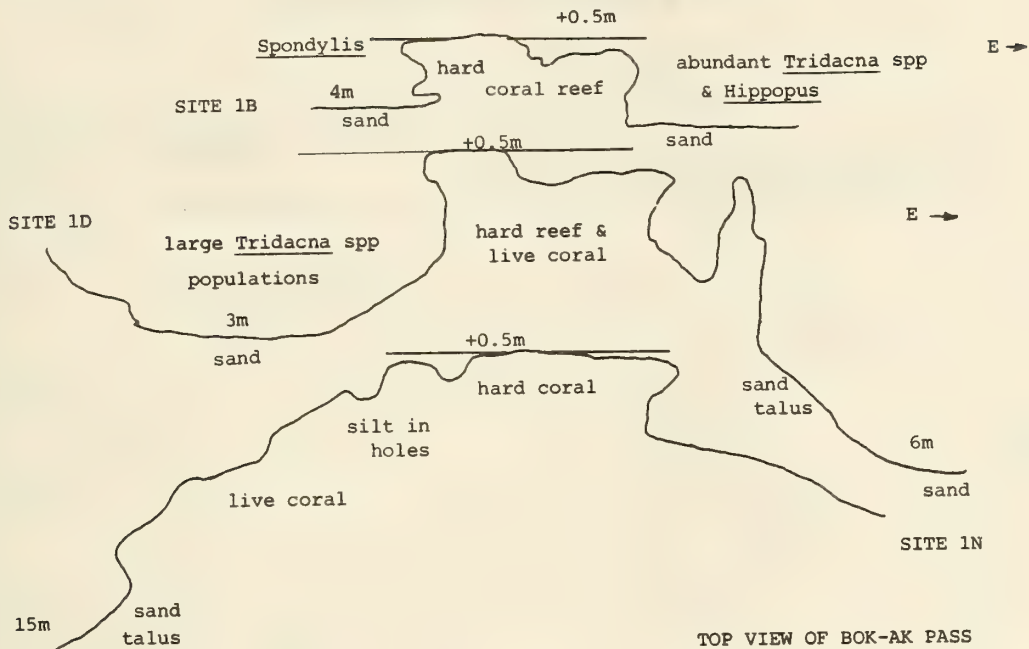 +0.5m
Spondylis
hard
coral reef
abundant Tridacna spp
& Hippopus
E →
4m
SITE 1B
sand
sand
+0.5m
SITE 1D
large Tridacna spp
populations
hard reef &
live coral
E →
3m
sand
+0.5m
hard coral
silt in
holes
sand
talus
6m
sand
live coral
SITE 1N
15m
sand
talus
TOP VIEW OF BOK-AK PASS